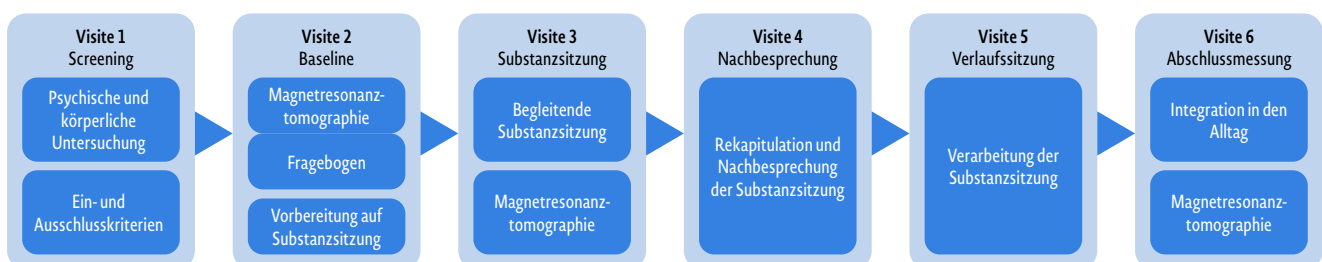 Visite 1
Screening
Psychische und
körperliche
Untersuchung
Ein- und
Ausschlusskriterien
Visite 2
Baseline
Magnetresonanz-
tomographie
Fragebogen
Vorbereitung auf
Substanzsitzung
Visite 3
Substanzsitzung
Begleitende
Substanzsitzung
Magnetresonanz-
tomographie
Visite 4
Nachbesprechung
Rekapitulation und
Nachbesprechung
der Substanzsitzung
Visite 5
Verlaufssitzung
Verarbeitung der
Substanzsitzung
Visite 6
Abschlussmessung
Integration in den
Alltag
Magnetresonanz-
tomographie